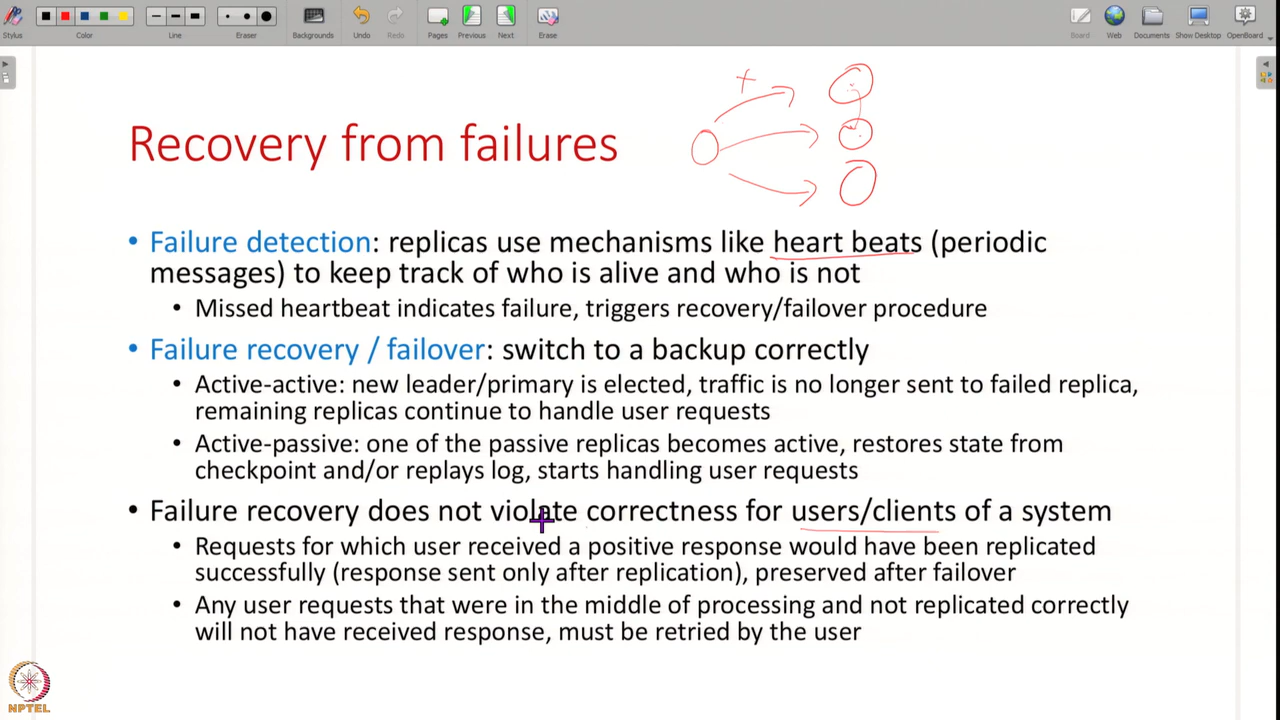 Stylus Color Line Eraser Backgrounds Undo Redo Pages Previous Next Erase Board Web Documents Show Desktop OpenBoard
Recovery from failures
• Failure detection: replicas use mechanisms like heart beats (periodic
messages) to keep track of who is alive and who is not
• Missed heartbeat indicates failure, triggers recovery/failover procedure
• Failure recovery / failover: switch to a backup correctly
• Active-active: new leader/primary is elected, traffic is no longer sent to failed replica,
remaining replicas continue to handle user requests
• Active-passive: one of the passive replicas becomes active, restores state from
checkpoint and/or replays log, starts handling user requests
• Failure recovery does not violate correctness for users/clients of a system
• Requests for which user received a positive response would have been replicated
successfully (response sent only after replication), preserved after failover
• Any user requests that were in the middle of processing and not replicated correctly
will not have received response, must be retried by the user
NPTEL